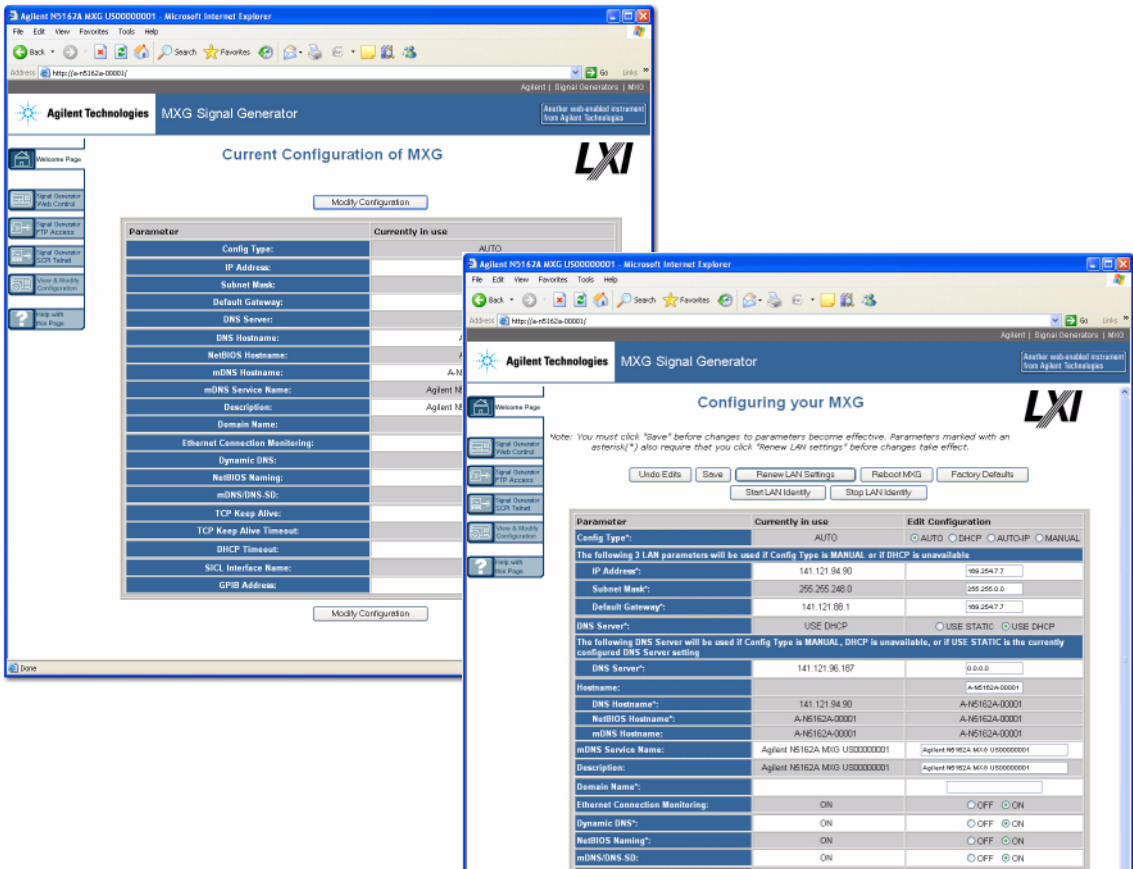 Agilent N5162A MXG US00000001 - Microsoft Internet Explorer
File Edit View Favorites Tools Help
Back Search Favorites
Address http://a-n5162a-00001/ Go Links »
Agilent | Signal Generators | MXG
Agilent Technologies MXG Signal Generator
Another web-enabled instrument
from Agilent Technologies
Welcome Page
Signal Generator
Web Control
Signal Generator
FTP Access
Signal Generator
SCPI Telnet
View & Modify
Configuration
Help with
this Page
Current Configuration of MXG
LXI
Modify Configuration
Parameter Currently in use
Config Type: AUTO
IP Address:
Subnet Mask:
Default Gateway:
DNS Server:
DNS Hostname: A
NetBIOS Hostname: A
mDNS Hostname: A-N
mDNS Service Name: Agilent N5
Description: Agilent N5
Domain Name:
Ethernet Connection Monitoring:
Dynamic DNS:
NetBIOS Naming:
mDNS/DNS-SD:
TCP Keep Alive:
TCP Keep Alive Timeout:
DHCP Timeout:
SICL Interface Name:
GPIB Address:
Modify Configuration
Done
Agilent N5162A MXG US00000001 - Microsoft Internet Explorer
File Edit View Favorites Tools Help
Back Search Favorites
Address http://a-n5162a-00001/ Go Links »
Agilent | Signal Generators | MXG
Agilent Technologies MXG Signal Generator
Another web-enabled instrument
from Agilent Technologies
Welcome Page
Signal Generator
Web Control
Signal Generator
FTP Access
Signal Generator
SCPI Telnet
View & Modify
Configuration
Help with
this Page
Configuring your MXG
LXI
Note: You must click "Save" before changes to parameters become effective. Parameters marked with an
asterisk(*) also require that you click "Renew LAN settings" before changes take effect.
Undo Edits Save Renew LAN Settings Reboot MXG Factory Defaults
Start LAN Identify Stop LAN Identify
Parameter Currently in use Edit Configuration
Config Type*: AUTO AUTO DHCP AUTO-IP MANUAL
The following 3 LAN parameters will be used if Config Type is MANUAL or if DHCP is unavailable
IP Address*: 141.121.94.90 169.254.7.7
Subnet Mask*: 255.255.248.0 255.255.0.0
Default Gateway*: 141.121.88.1 169.254.7.7
DNS Server*: USE DHCP USE STATIC USE DHCP
The following DNS Server will be used if Config Type is MANUAL, DHCP is unavailable, or if USE STATIC is the currently
configured DNS Server setting
DNS Server*: 141.121.96.187 0.0.0.0
Hostname: A-N5162A-00001
DNS Hostname*: 141.121.94.90 A-N5162A-00001
NetBIOS Hostname*: A-N5162A-00001 A-N5162A-00001
mDNS Hostname: A-N5162A-00001 A-N5162A-00001
mDNS Service Name: Agilent N5162A MXG US00000001 Agilent N5162A MXG US00000001
Description: Agilent N5162A MXG US00000001 Agilent N5162A MXG US00000001
Domain Name*:
Ethernet Connection Monitoring: ON OFF ON
Dynamic DNS*: ON OFF ON
NetBIOS Naming*: ON OFF ON
mDNS/DNS-SD: ON OFF ON